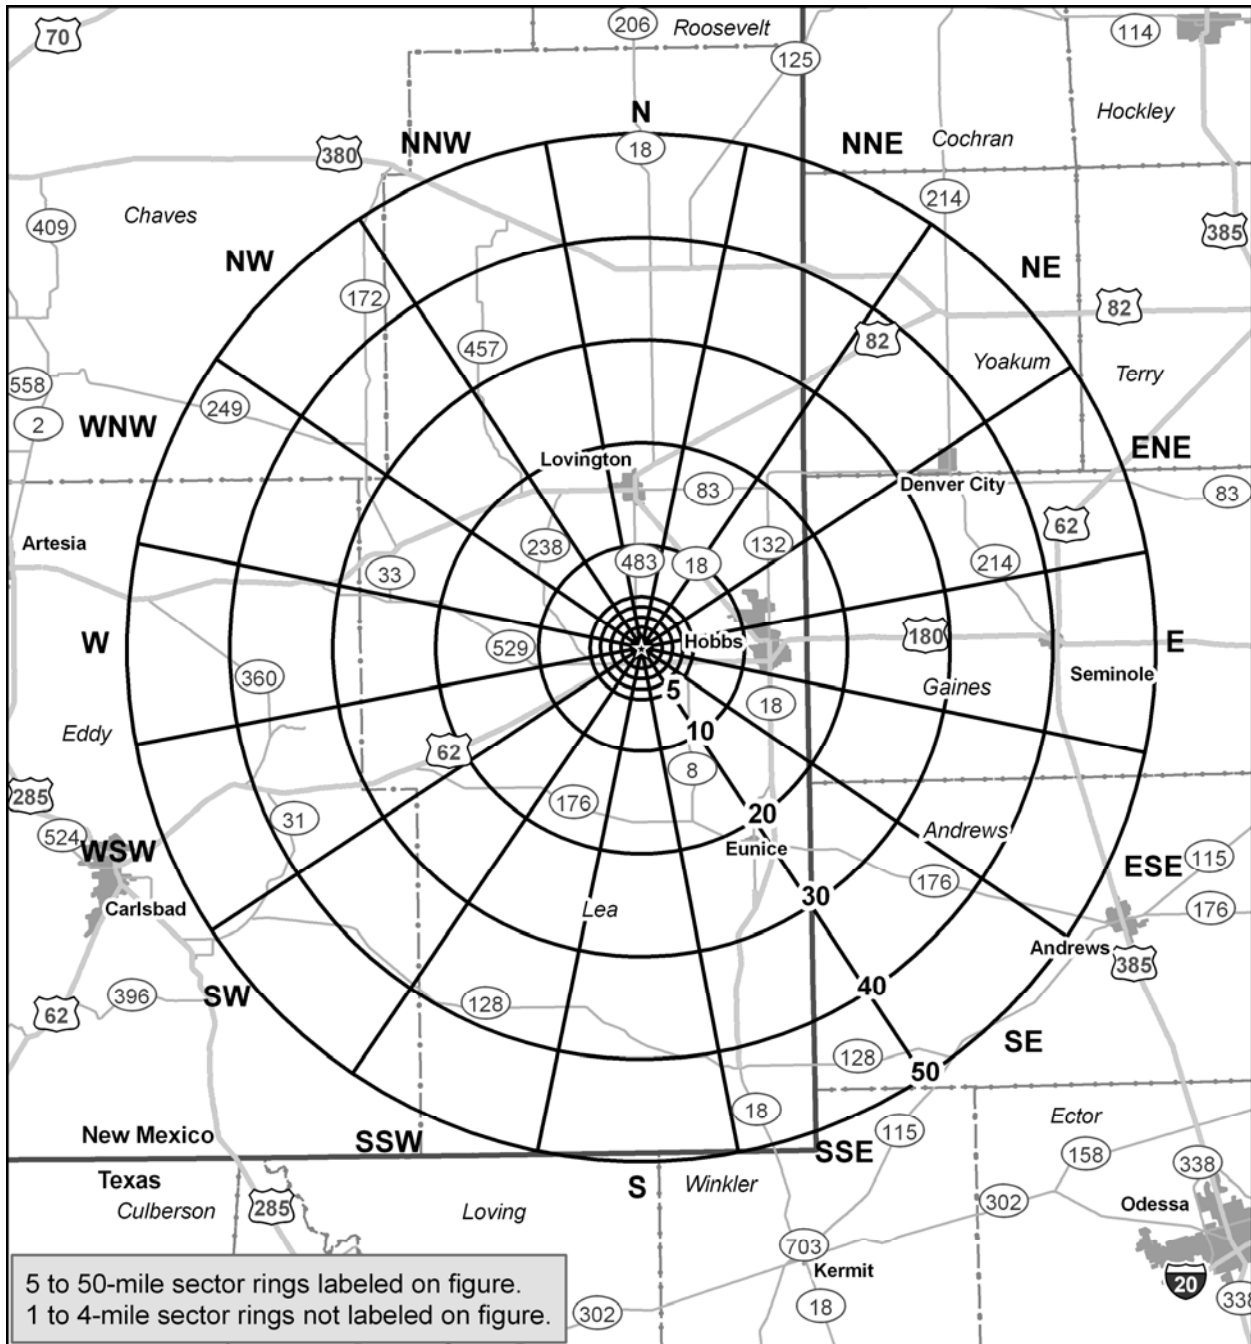 70
206
Roosevelt
114
125
Hockley
N
NNW
NNE
Cochran
380
18
214
Chaves
409
385
NW
NE
172
82
82
457
Yoakum
Terry
558
249
2
WNW
ENE
Lovington
Denver City
83
83
62
Artesia
238
132
33
483
18
214
W
529
Hobbs
180
E
360
5
Gaines
Seminole
18
Eddy
62
10
8
285
176
20
31
524
WSW
Eunice
Andrews
ESE
115
176
30
176
Carlsbad
Lea
Andrews
385
40
396
SW
128
62
SE
128
50
18
115
Ector
New Mexico
SSW
SSE
158
338
Texas
S
Winkler
Culberson
285
Loving
302
Odessa
703
Kermit
20
5 to 50-mile sector rings labeled on figure.
1 to 4-mile sector rings not labeled on figure.
302
18
338